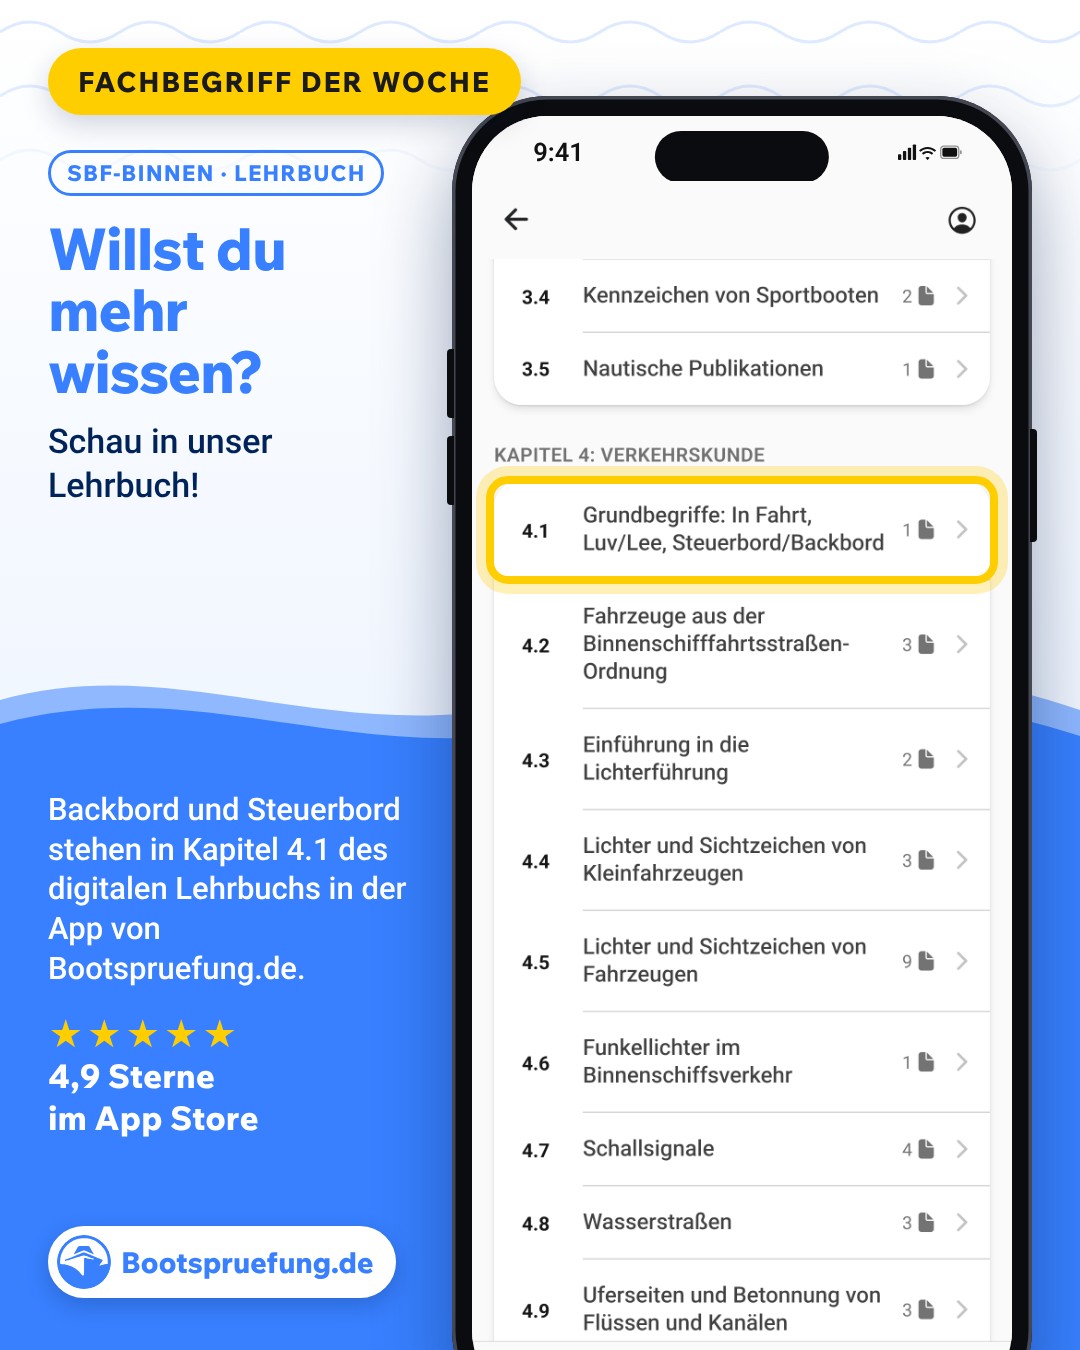 FACHBEGRIFF DER WOCHE
SBF-BINNEN · LEHRBUCH
Willst du
mehr
wissen?
Schau in unser
Lehrbuch!
Backbord und Steuerbord
stehen in Kapitel 4.1 des
digitalen Lehrbuchs in der
App von
Bootspruefung.de.
4,9 Sterne
im App Store
Bootspruefung.de
9:41
3.4 Kennzeichen von Sportbooten 2
3.5 Nautische Publikationen 1
KAPITEL 4: VERKEHRSKUNDE
4.1 Grundbegriffe: In Fahrt,
Luv/Lee, Steuerbord/Backbord 1
4.2 Fahrzeuge aus der
Binnenschifffahrtsstraßen-
Ordnung 3
4.3 Einführung in die
Lichterführung 2
4.4 Lichter und Sichtzeichen von
Kleinfahrzeugen 3
4.5 Lichter und Sichtzeichen von
Fahrzeugen 9
4.6 Funkellichter im
Binnenschiffsverkehr 1
4.7 Schallsignale 4
4.8 Wasserstraßen 3
4.9 Uferseiten und Betonnung von
Flüssen und Kanälen 3